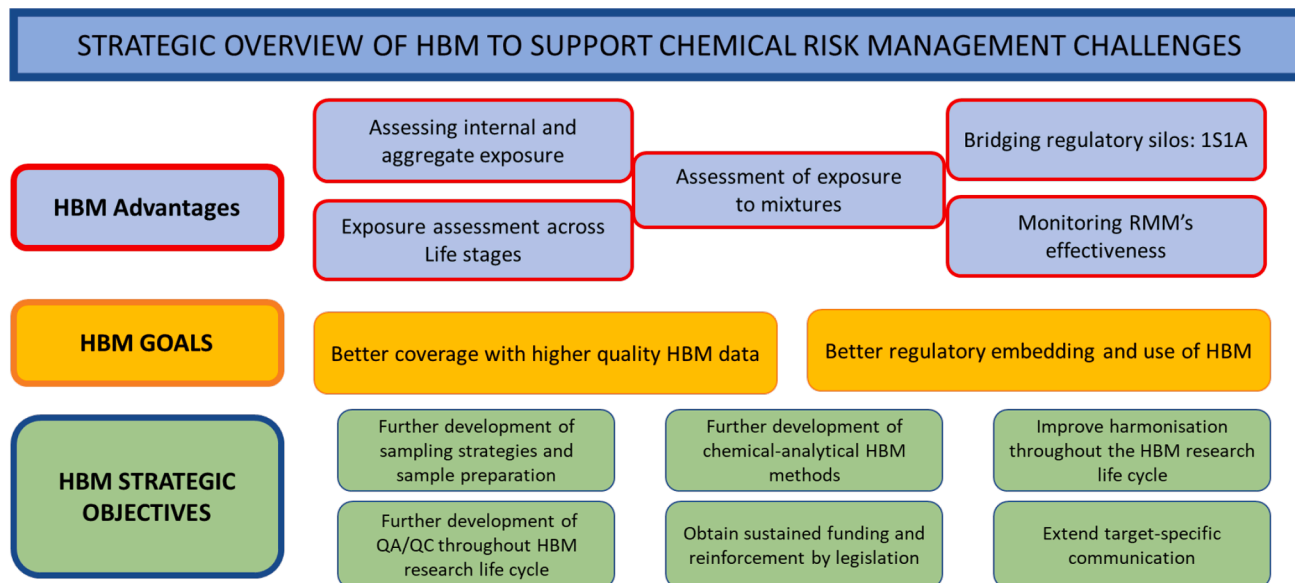 STRATEGIC OVERVIEW OF HBM TO SUPPORT CHEMICAL RISK MANAGEMENT CHALLENGES
HBM Advantages
Assessing internal and
aggregate exposure
Exposure assessment across
Life stages
Assessment of exposure
to mixtures
Bridging regulatory silos: 1S1A
Monitoring RMM's
effectiveness
HBM GOALS
Better coverage with higher quality HBM data
Better regulatory embedding and use of HBM
HBM STRATEGIC
OBJECTIVES
Further development of
sampling strategies and
sample preparation
Further development of
chemical-analytical HBM
methods
Improve harmonisation
throughout the HBM research
life cycle
Further development of
QA/QC throughout HBM
research life cycle
Obtain sustained funding and
reinforcement by legislation
Extend target-specific
communication